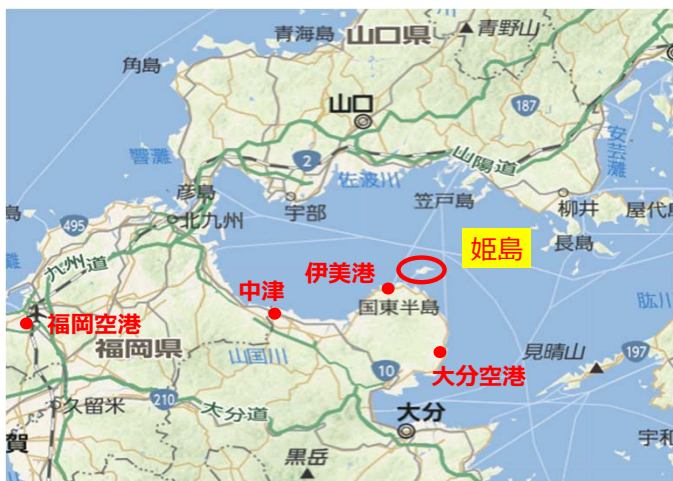 青海島
山口県
青野山
角島
山口
187
響灘
2
山陽道
安芸灘
佐波川
彦島
笠戸島
495
宇部
柳井
屋代島
北九州
長島
九州道
姫島
伊美港
中津
国東半島
肱川
福岡空港
福岡県
山国川
見晴山
197
10
大分空港
久留米
210
大分道
大分
賀
宇和
黒岳